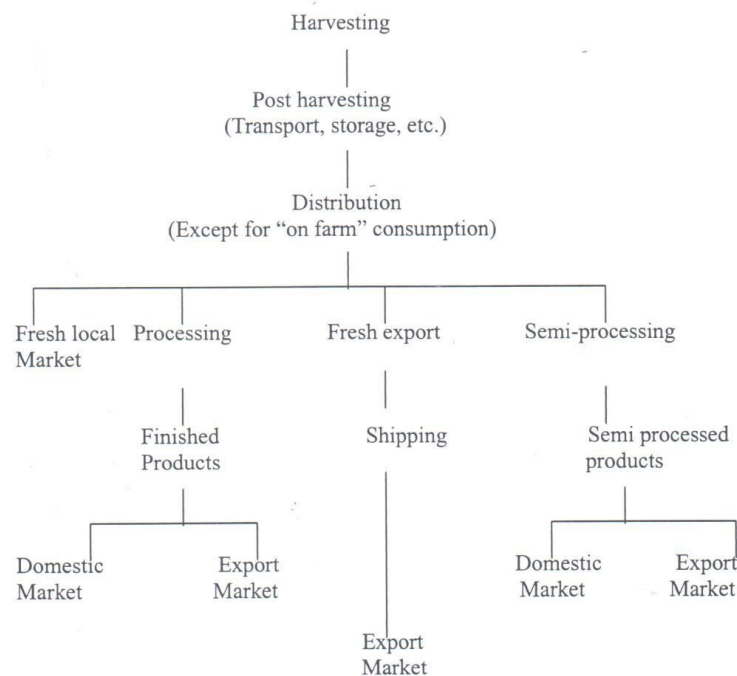 Harvesting
Post harvesting
(Transport, storage, etc.)
Distribution
(Except for “on farm” consumption)
Fresh local
Market
Processing
Fresh export
Semi-processing
Finished
Products
Shipping
Semi processed
products
Domestic
Market
Export
Market
Domestic
Market
Export
Market
Export
Market